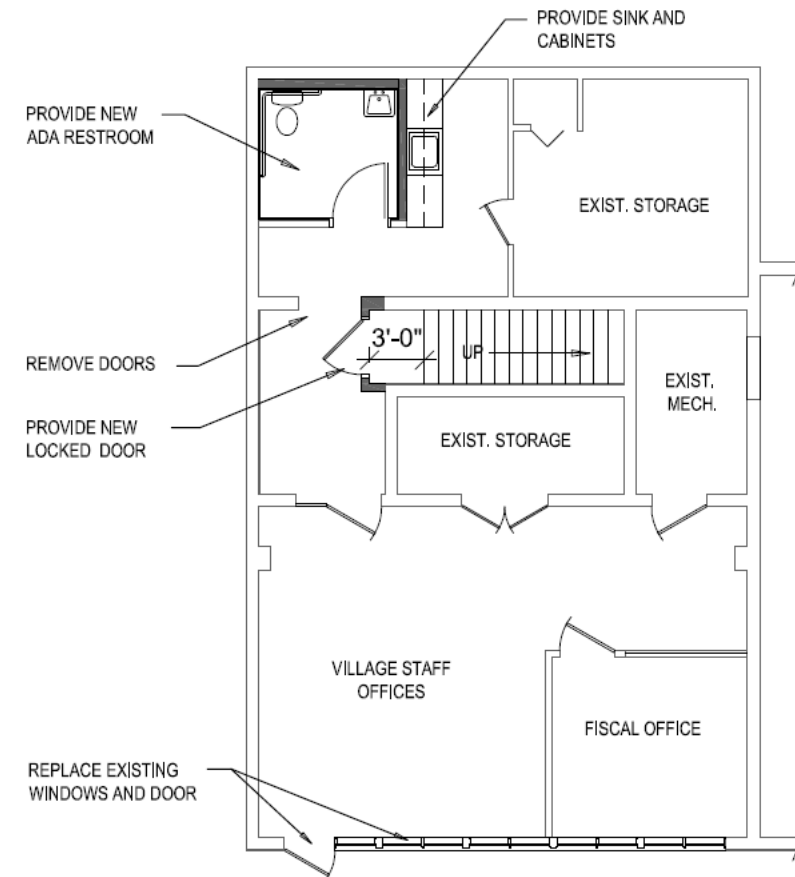 PROVIDE SINK AND
CABINETS
PROVIDE NEW
ADA RESTROOM
EXIST. STORAGE
REMOVE DOORS
3'-0"
UP
EXIST.
MECH.
PROVIDE NEW
LOCKED DOOR
EXIST. STORAGE
VILLAGE STAFF
OFFICES
FISCAL OFFICE
REPLACE EXISTING
WINDOWS AND DOOR